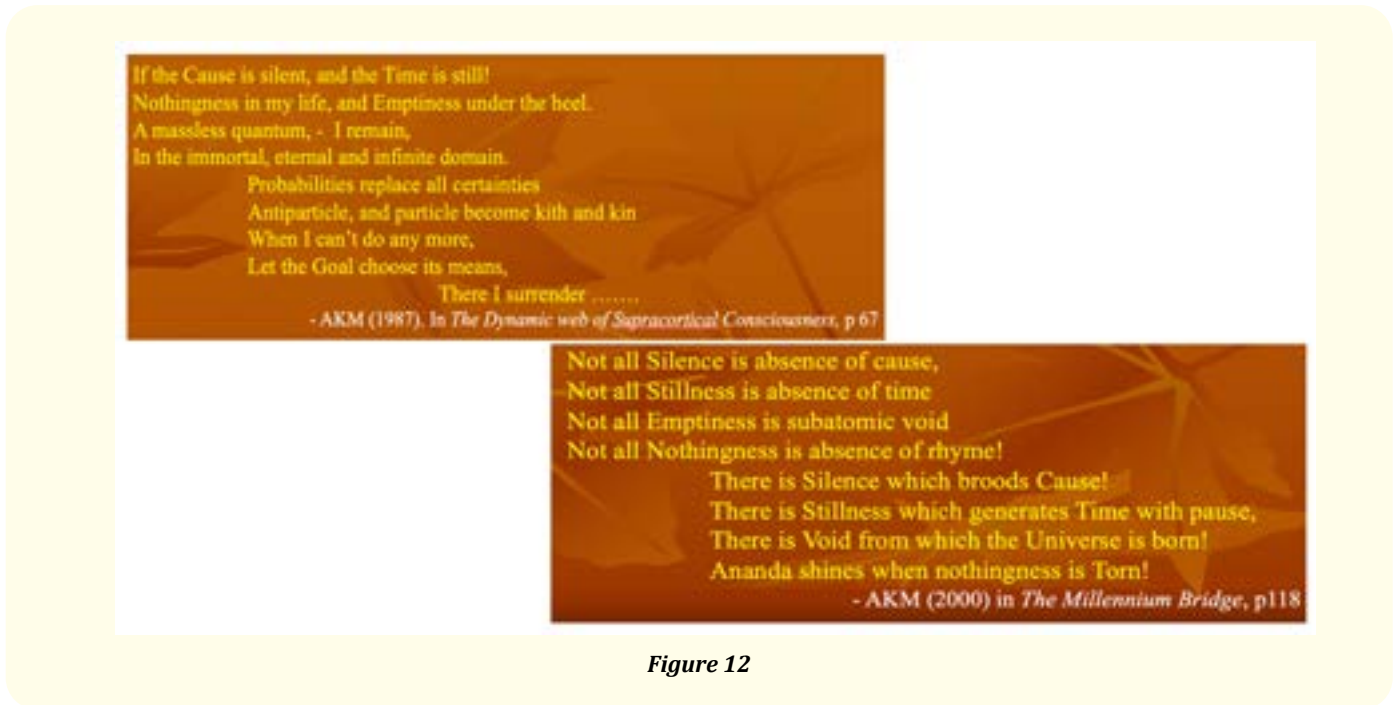 If the Cause is silent, and the Time is still!
Nothingness in my life, and Emptiness under the heel.
A massless quantum, - I remain,
In the immortal, eternal and infinite domain.
Probabilities replace all certainties
Antiparticle, and particle become kith and kin
When I can't do any more,
Let the Goal choose its means,
There I surrender …….
- AKM (1987). In The Dynamic web of Supracortical Consciousness, p 67
Not all Silence is absence of cause,
Not all Stillness is absence of time
Not all Emptiness is subatomic void
Not all Nothingness is absence of rhyme!
There is Silence which broods Cause!
There is Stillness which generates Time with pause,
There is Void from which the Universe is born!
Ananda shines when nothingness is Torn!
- AKM (2000) in The Millennium Bridge, p118
Figure 12